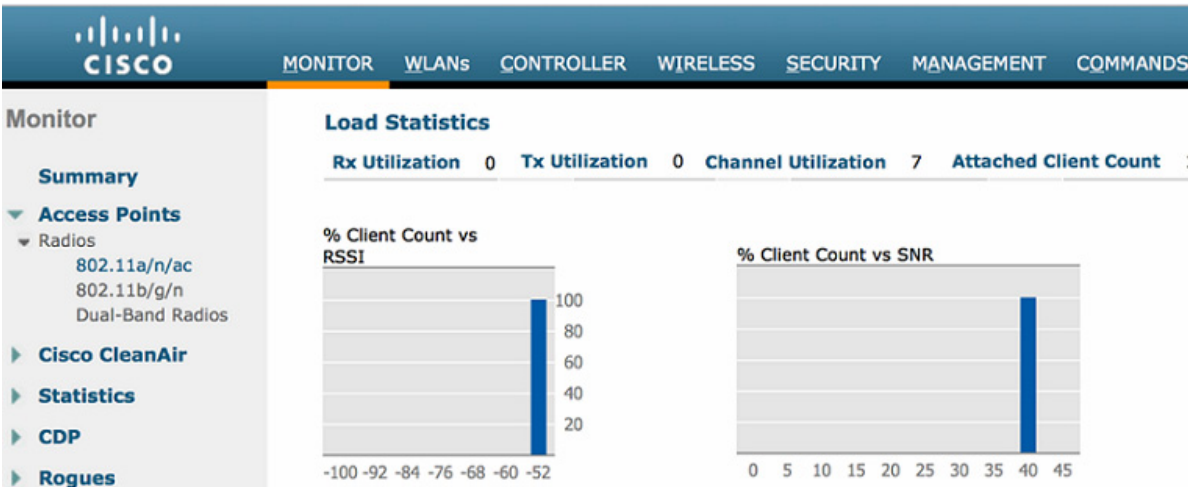 CISCO
MONITOR WLANs CONTROLLER WIRELESS SECURITY MANAGEMENT COMMANDS
Monitor
Summary
Access Points
Radios
802.11a/n/ac
802.11b/g/n
Dual-Band Radios
Cisco CleanAir
Statistics
CDP
Rogues
Load Statistics
Rx Utilization 0 Tx Utilization 0 Channel Utilization 7 Attached Client Count
% Client Count vs
RSSI
100
80
60
40
20
-100 -92 -84 -76 -68 -60 -52
% Client Count vs SNR
0 5 10 15 20 25 30 35 40 45